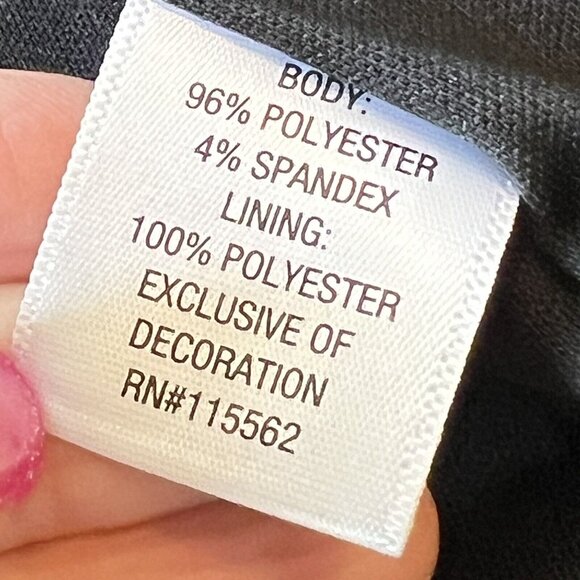 BODY:
96% POLYESTER
4% SPANDEX
LINING:
100% POLYESTER
EXCLUSIVE OF
DECORATION
RN#115562